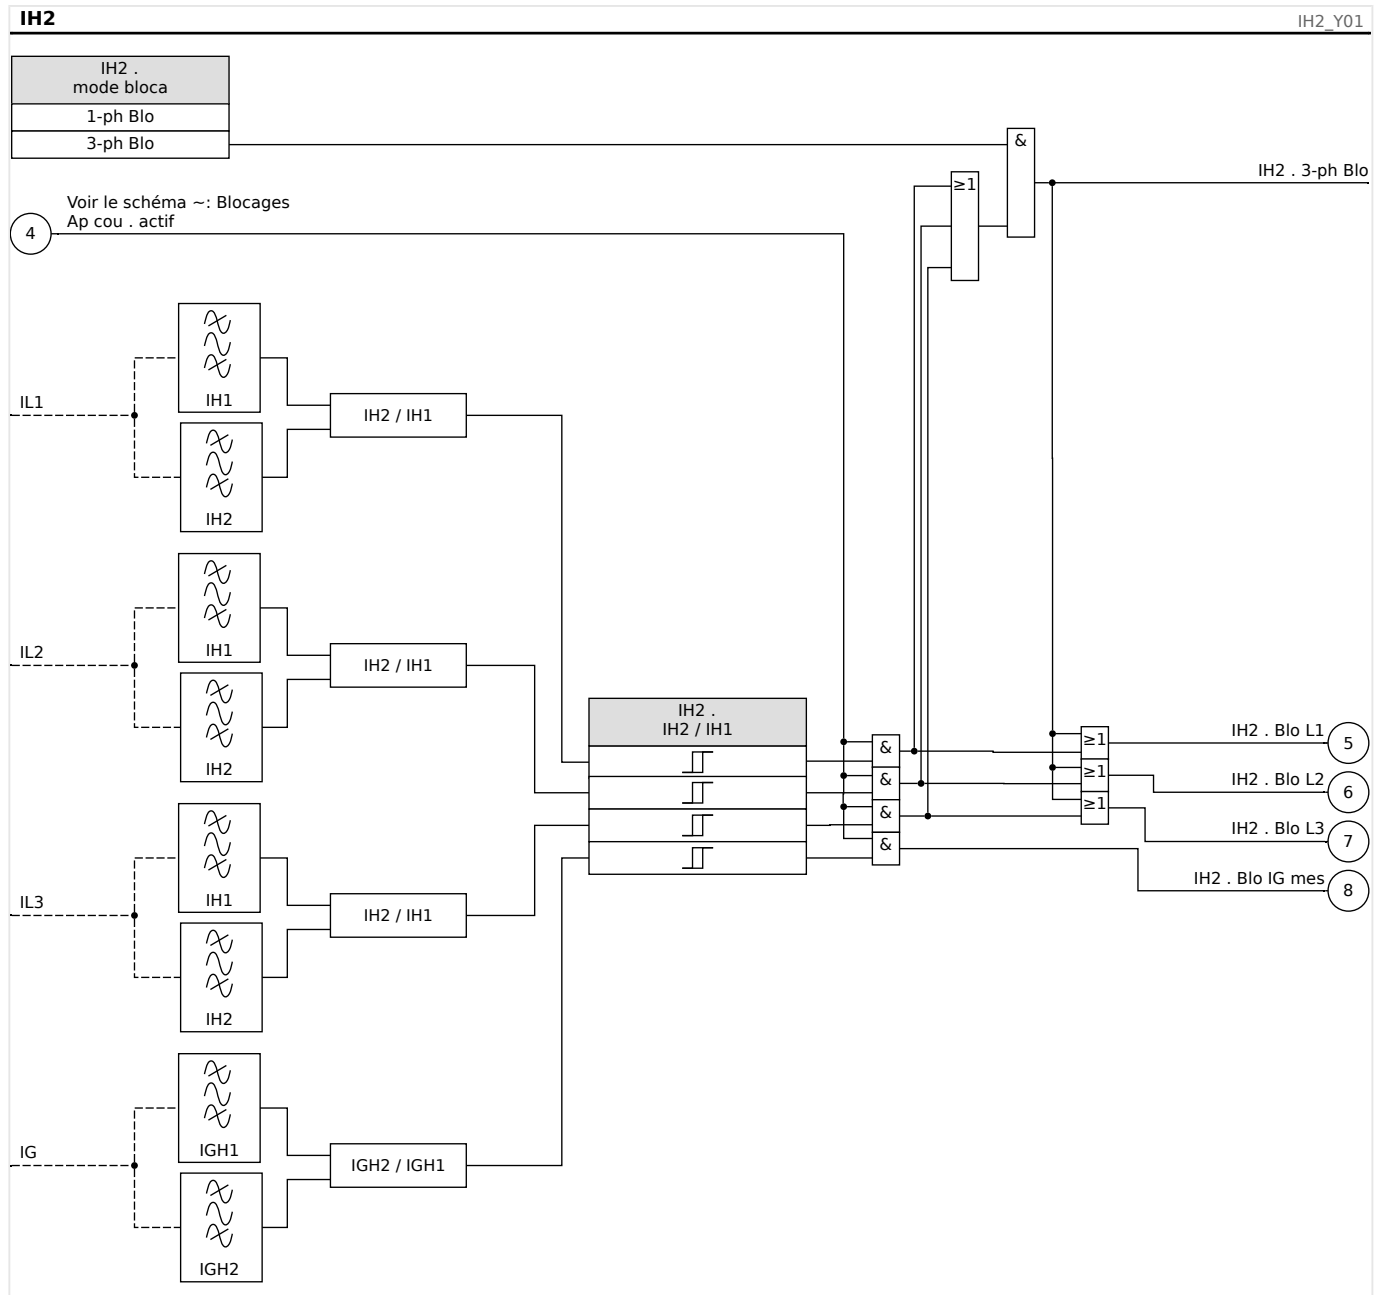 IH2
IH2_Y01
IH2 .
mode bloca
1-ph Blo
3-ph Blo
&
≥1
IH2 . 3-ph Blo
Voir le schéma ~: Blocages
Ap cou . actif
4
IH1
IL1
IH2 / IH1
IH2
IH1
IL2
IH2 / IH1
IH2
IH2 .
IH2 / IH1
&
&
&
&
≥1
≥1
≥1
IH2 . Blo L1
5
IH2 . Blo L2
6
IH2 . Blo L3
7
IH2 . Blo IG mes
8
IH1
IL3
IH2 / IH1
IH2
IGH1
IG
IGH2 / IGH1
IGH2